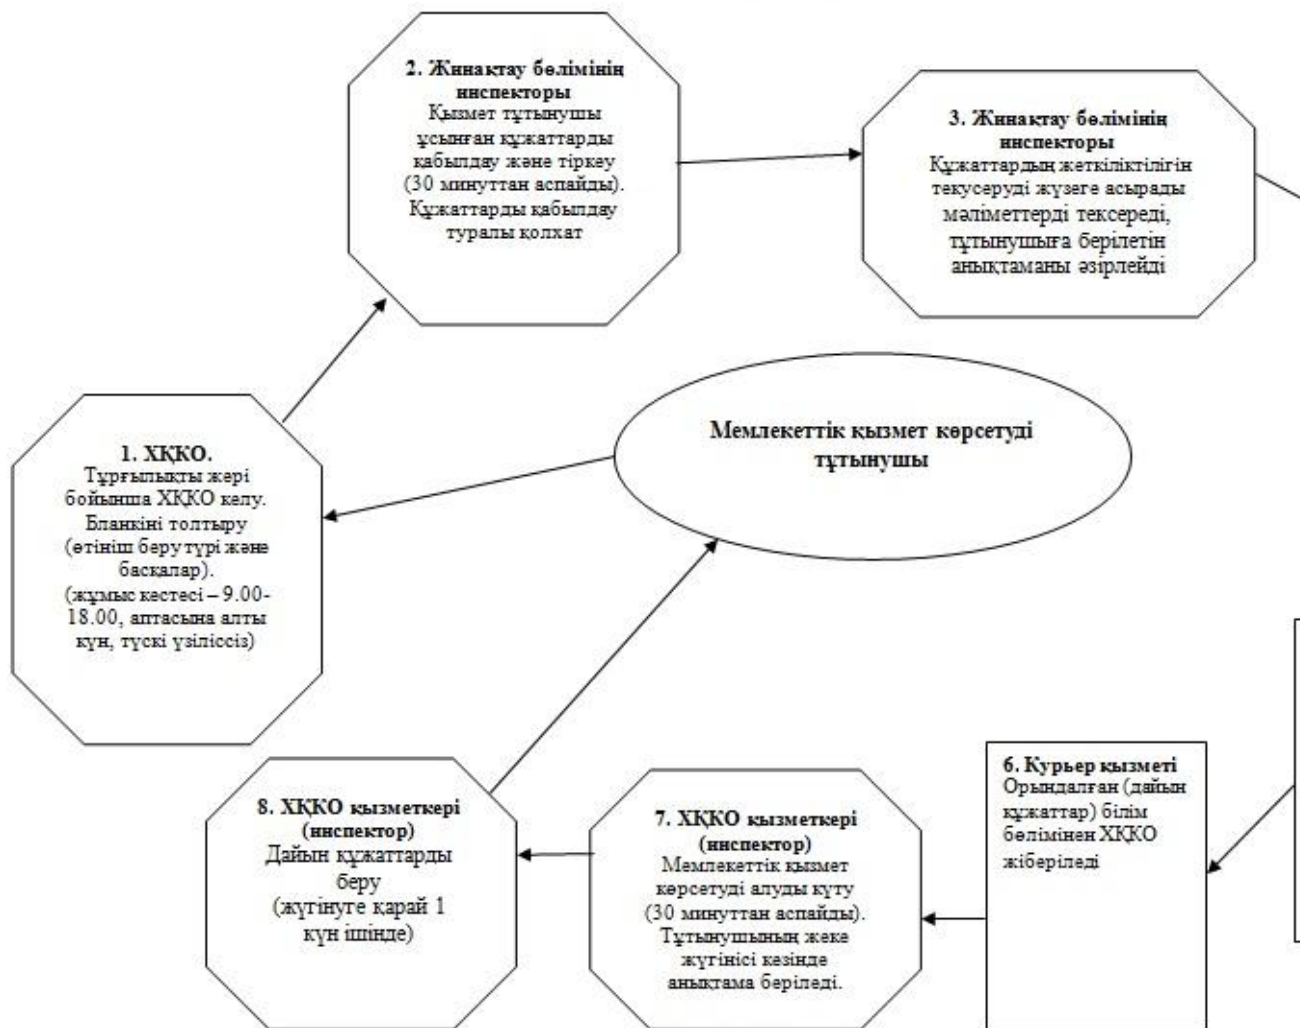 2. Жинақтау бөлімінің
инспекторы
Қызмет тұтынушы
ұсынған құжаттарды
қабылдау және тіркеу
(30 минуттан аспайды).
Құжаттарды қабылдау
туралы қолхат
3. Жинақтау бөлімінің
инспекторы
Құжаттардың жеткіліктілігін
текусеруді жүзеге асырады
мәліметтерді тексереді,
тұтынушыға берілетін
анықтаманы әзірлейді
Мемлекеттік қызмет көрсетуді
тұтынушы
1. ХҚКО.
Тұрғылықты жері
бойынша ХҚКО келу.
Бланкіні толтыру
(өтініш беру түрі және
басқалар).
(жұмыс кестесі – 9.00-
18.00, аптасына алты
күн, түскі үзіліссіз)
8. ХҚКО қызметкері
(инспектор)
Дайын құжаттарды
беру
(жүгінуге қарай 1
күн ішінде)
7. ХҚКО қызметкері
(инспектор)
Мемлекеттік қызмет
көрсетуді алуды күту
(30 минуттан аспайды).
Тұтынушының жеке
жүгінісі кезінде
анықтама беріледі.
6. Курьер қызметі
Орындалған (дайын
құжаттар) білім
бөлімінен ХҚКО
жіберіледі